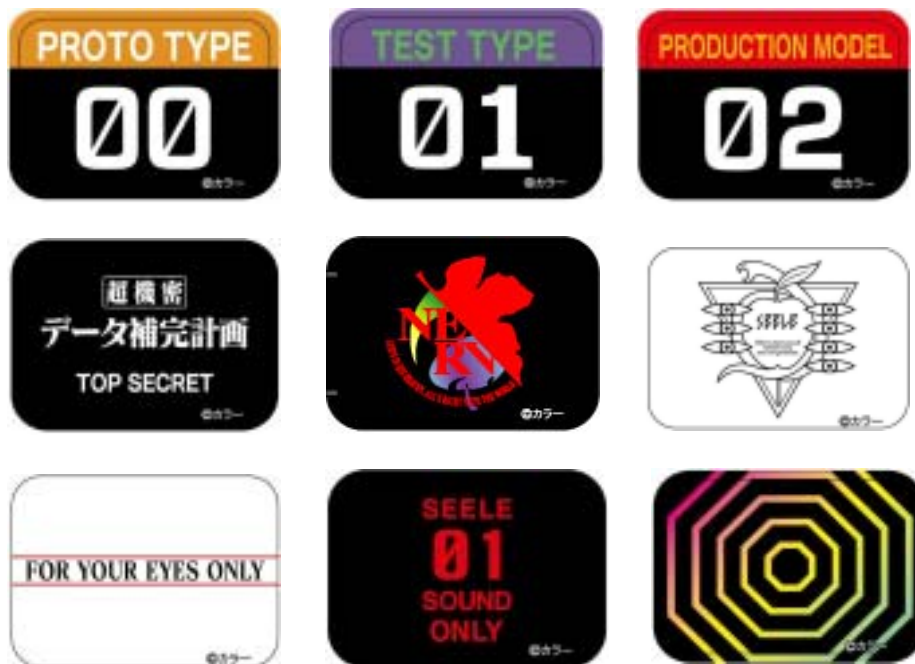 PROTO TYPE
00
©カラー
TEST TYPE
01
©カラー
PRODUCTION MODEL
02
©カラー
超機密
データ補完計画
TOP SECRET
©カラー
NERV
©カラー
SEELE
©カラー
FOR YOUR EYES ONLY
©カラー
SEELE
01
SOUND
ONLY
©カラー
©カラー